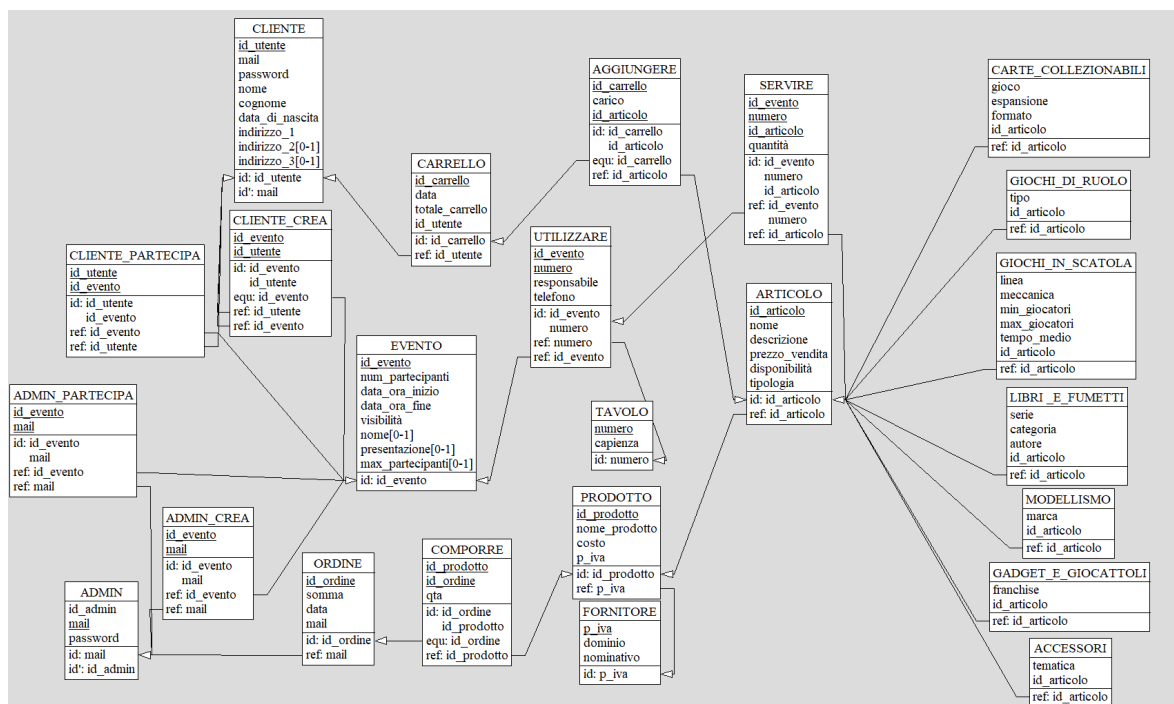 CLIENTE
id_utente
mail
password
nome
cognome
data_di_nascita
indirizzo_1
indirizzo_2[0-1]
indirizzo_3[0-1]
id: id_utente
id': mail
CLIENTE_CREA
id_evento
id_utente
id: id_evento
id_utente
equ: id_evento
ref: id_utente
ref: id_evento
CLIENTE_PARTECIPA
id_utente
id_evento
id: id_utente
id_evento
ref: id_evento
ref: id_utente
ADMIN_PARTECIPA
id_evento
mail
id: id_evento
mail
ref: id_evento
ref: mail
ADMIN_CREA
id_evento
mail
id: id_evento
mail
ref: id_evento
ref: mail
ADMIN
id_admin
mail
password
id: mail
id': id_admin
CARRELLO
id_carrello
data
totale_carrello
id_utente
id: id_carrello
ref: id_utente
EVENTO
id_evento
num_partecipanti
data_ora_inizio
data_ora_fine
visibilità
nome[0-1]
presentazione[0-1]
max_partecipanti[0-1]
id: id_evento
ORDINE
id_ordine
somma
data
mail
id: id_ordine
ref: mail
COMPORRE
id_prodotto
id_ordine
qta
id: id_ordine
id_prodotto
equ: id_ordine
ref: id_prodotto
AGGIUNGERE
id_carrello
carico
id_articolo
id: id_carrello
id_articolo
equ: id_carrello
ref: id_articolo
UTILIZZARE
id_evento
numero
responsabile
telefono
id: id_evento
numero
ref: numero
ref: id_evento
TAVOLO
numero
capienza
id: numero
PRODOTTO
id_prodotto
nome_prodotto
costo
p_iva
id: id_prodotto
ref: p_iva
FORNITORE
p_iva
dominio
nominativo
id: p_iva
SERVIRE
id_evento
numero
id_articolo
quantità
id: id_evento
numero
id_articolo
ref: id_evento
numero
ref: id_articolo
ARTICOLO
id_articolo
nome
descrizione
prezzo_vendita
disponibilità
tipologia
id: id_articolo
ref: id_articolo
CARTE_COLLEZIONABILI
gioco
espansione
formato
id_articolo
ref: id_articolo
GIOCHI_DI_RUOLO
tipo
id_articolo
ref: id_articolo
GIOCHI_IN_SCATOLA
linea
meccanica
min_giocatori
max_giocatori
tempo_medio
id_articolo
ref: id_articolo
LIBRI _E_FUMETTI
serie
categoria
autore
id_articolo
ref: id_articolo
MODELLISMO
marca
id_articolo
ref: id_articolo
GADGET_E_GIOCATTOLI
franchise
id_articolo
ref: id_articolo
ACCESSORI
tematica
id_articolo
ref: id_articolo